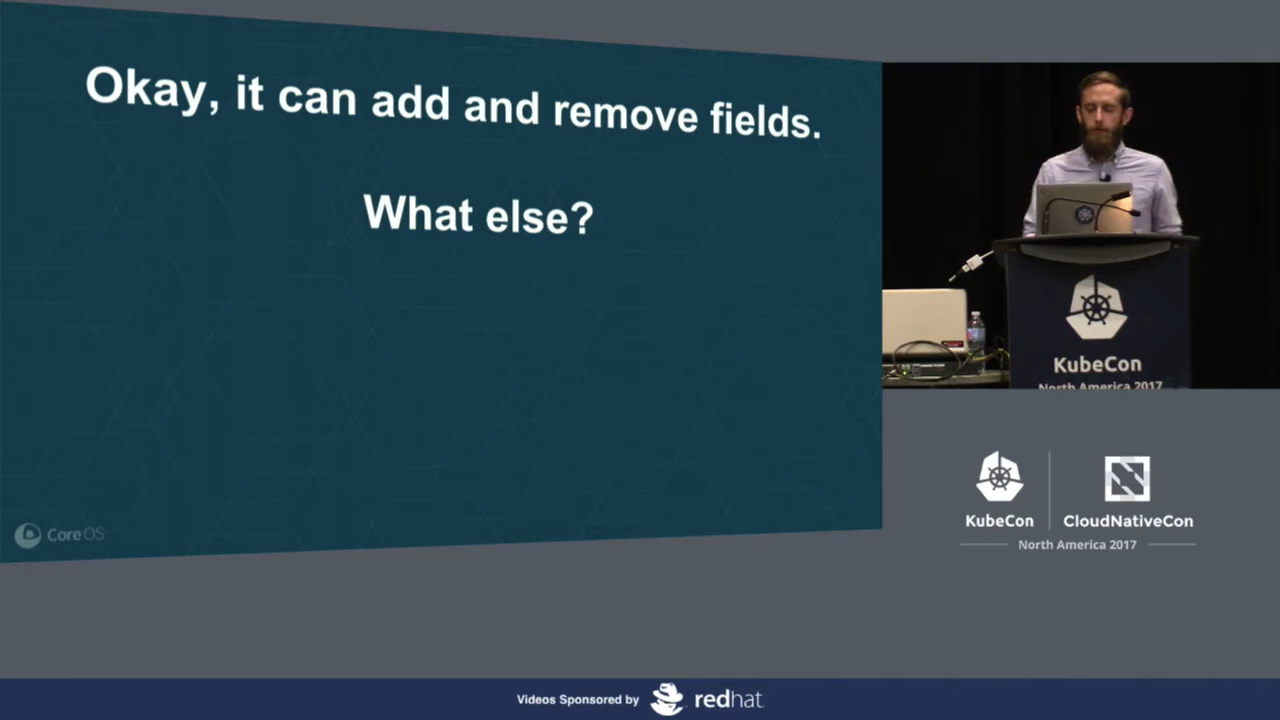 Okay, it can add and remove fields.
What else?
CoreOS
KubeCon
North America 2017
KubeCon
CloudNativeCon
North America 2017
Videos Sponsored by redhat.